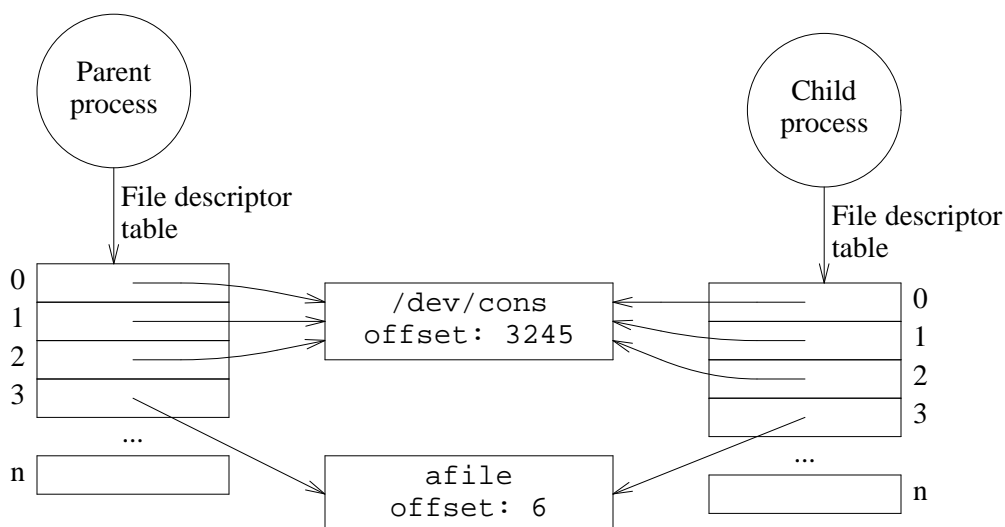 Parent
process
Child
process
File descriptor
table
File descriptor
table
0
1
2
3
...
n
/dev/cons
offset: 3245
afile
offset: 6
0
1
2
3
...
n